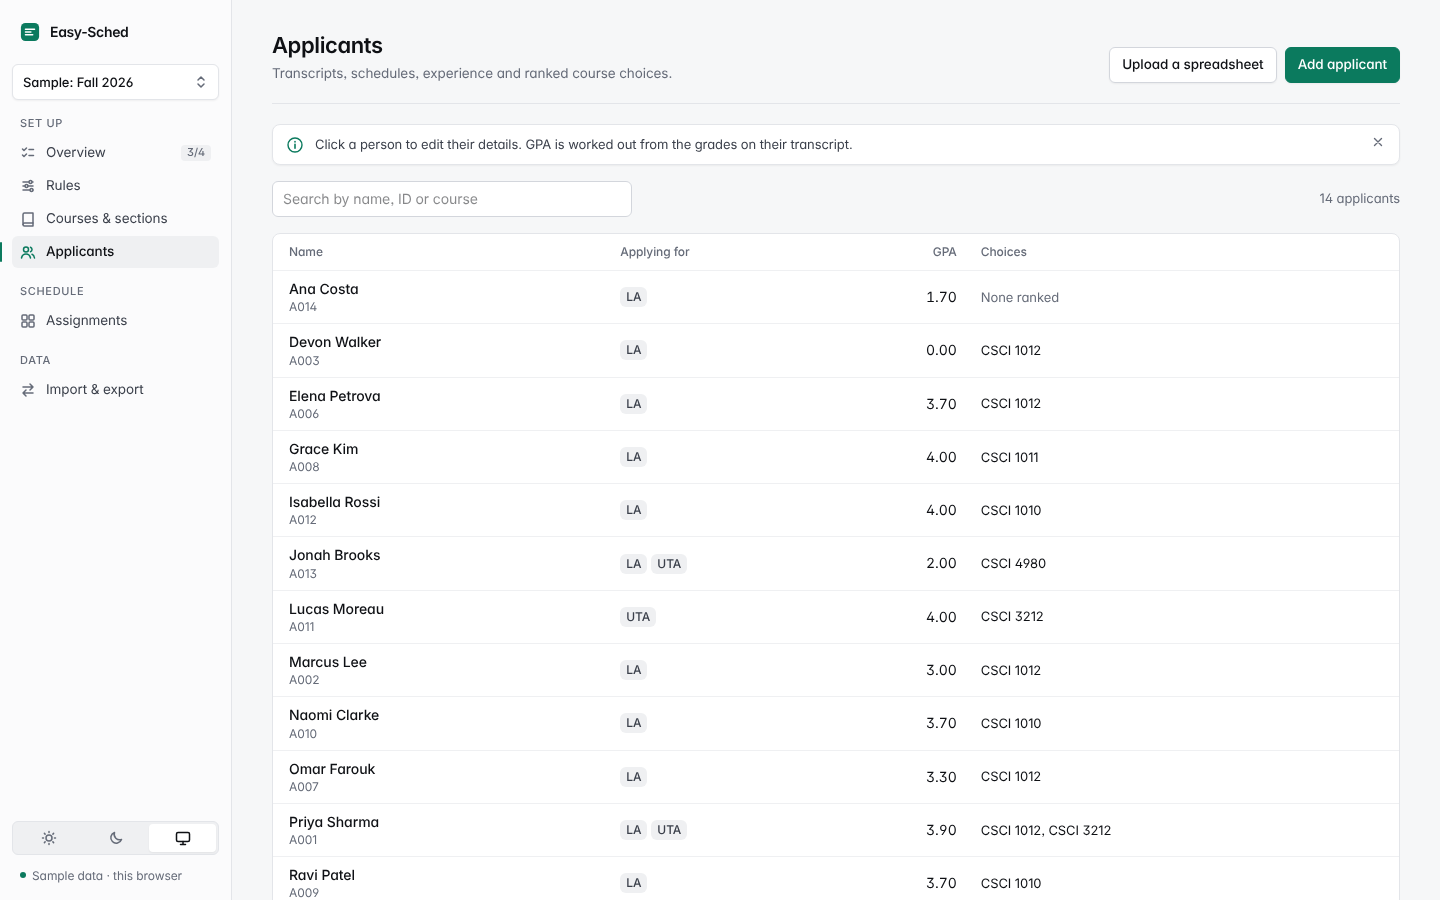 Easy-Sched
Sample: Fall 2026
SET UP
Overview 3/4
Rules
Courses & sections
Applicants
SCHEDULE
Assignments
DATA
Import & export
Sample data · this browser
Applicants
Transcripts, schedules, experience and ranked course choices.
Upload a spreadsheet
Add applicant
Click a person to edit their details. GPA is worked out from the grades on their transcript.
Search by name, ID or course
14 applicants
Name Applying for GPA Choices
Ana Costa
A014
LA 1.70 None ranked
Devon Walker
A003
LA 0.00 CSCI 1012
Elena Petrova
A006
LA 3.70 CSCI 1012
Grace Kim
A008
LA 4.00 CSCI 1011
Isabella Rossi
A012
LA 4.00 CSCI 1010
Jonah Brooks
A013
LA UTA 2.00 CSCI 4980
Lucas Moreau
A011
UTA 4.00 CSCI 3212
Marcus Lee
A002
LA 3.00 CSCI 1012
Naomi Clarke
A010
LA 3.70 CSCI 1010
Omar Farouk
A007
LA 3.30 CSCI 1012
Priya Sharma
A001
LA UTA 3.90 CSCI 1012, CSCI 3212
Ravi Patel
A009
LA 3.70 CSCI 1010